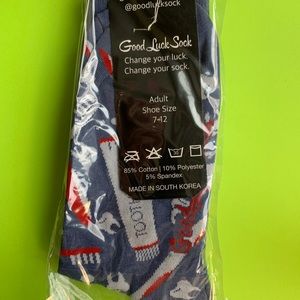 @goodlucksock
Good Luck Sock
Change your luck.
Change your sock.
Adult
Shoe Size
7-12
85% Cotton | 10% Polyester
5% Spandex
MADE IN SOUTH KOREA
TOOTH